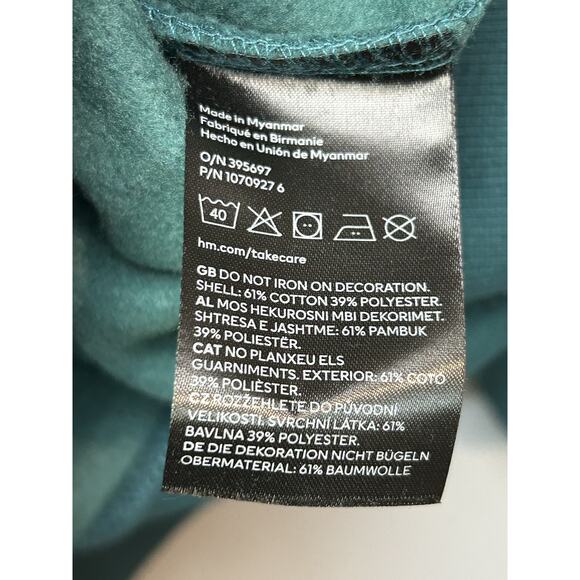 Made in Myanmar
Fabriqué en Birmanie
Hecho en Unión de Myanmar
O/N 395697
P/N 1070927 6
40
hm.com/takecare
GB DO NOT IRON ON DECORATION.
SHELL: 61% COTTON 39% POLYESTER.
AL MOS HEKUROSNI MBI DEKORIMET.
SHTRESA E JASHTME: 61% PAMBUK
39% POLIESTËR.
CAT NO PLANXEU ELS
GUARNIMENTS. EXTERIOR: 61% COTÓ
39% POLIÈSTER.
CZ ROZŽEHLETE DO PŮVODNÍ
VELIKOSTI. SVRCHNÍ LÁTKA: 61%
BAVLNA 39% POLYESTER.
DE DIE DEKORATION NICHT BÜGELN
OBERMATERIAL: 61% BAUMWOLLE